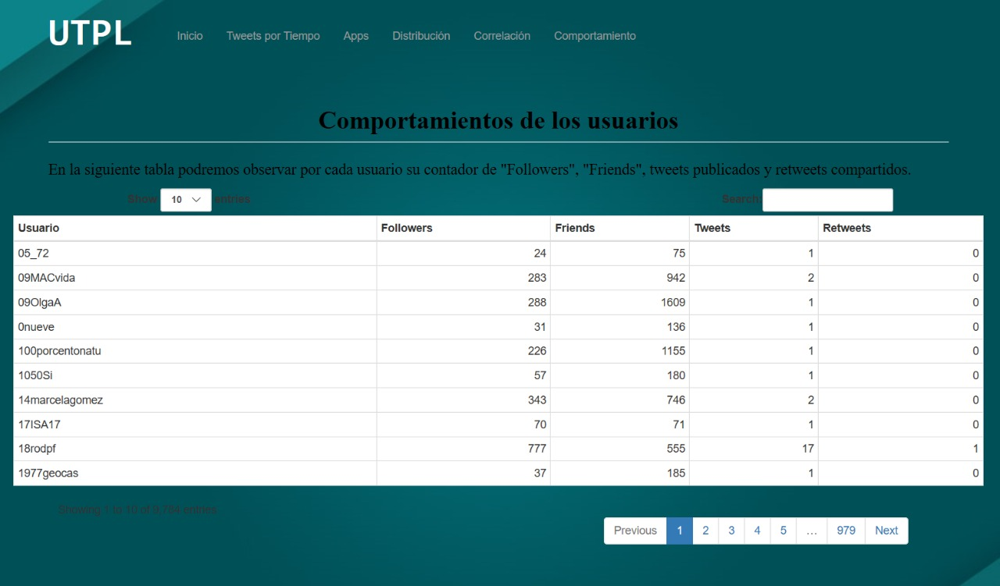 UTPL Inicio Tweets por Tiempo Apps Distribución Correlación Comportamiento
Comportamientos de los usuarios
En la siguiente tabla podremos observar por cada usuario su contador de "Followers", "Friends", tweets publicados y retweets compartidos.
Show 10 entries Search:
Usuario Followers Friends Tweets Retweets
05_72 24 75 1 0
09MACvida 283 942 2 0
09OlgaA 288 1609 1 0
0nueve 31 136 1 0
100porcentonatu 226 1155 1 0
1050Si 57 180 1 0
14marcelagomez 343 746 2 0
17ISA17 70 71 1 0
18rodpf 777 555 17 1
1977geocas 37 185 1 0
Showing 1 to 10 of 9,784 entries
Previous 1 2 3 4 5 … 979 Next